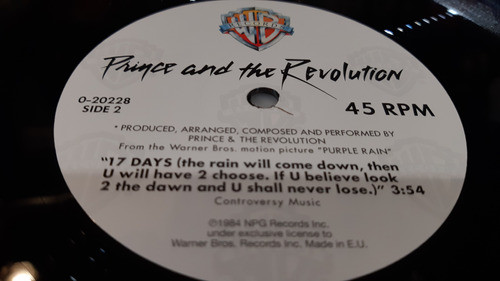 WB
Prince and the Revolution
0-20228
SIDE 2
45 RPM
* PRODUCED, ARRANGED, COMPOSED AND PERFORMED BY
PRINCE & THE REVOLUTION
From the Warner Bros. motion picture "PURPLE RAIN"
"17 DAYS (the rain will come down, then
U will have 2 choose. If U believe look
2 the dawn and U shall never lose.)" 3:54
Controversy Music
℗1984 NPG Records Inc.
under exclusive license to
Warner Bros. Records Inc. Made in E.U.